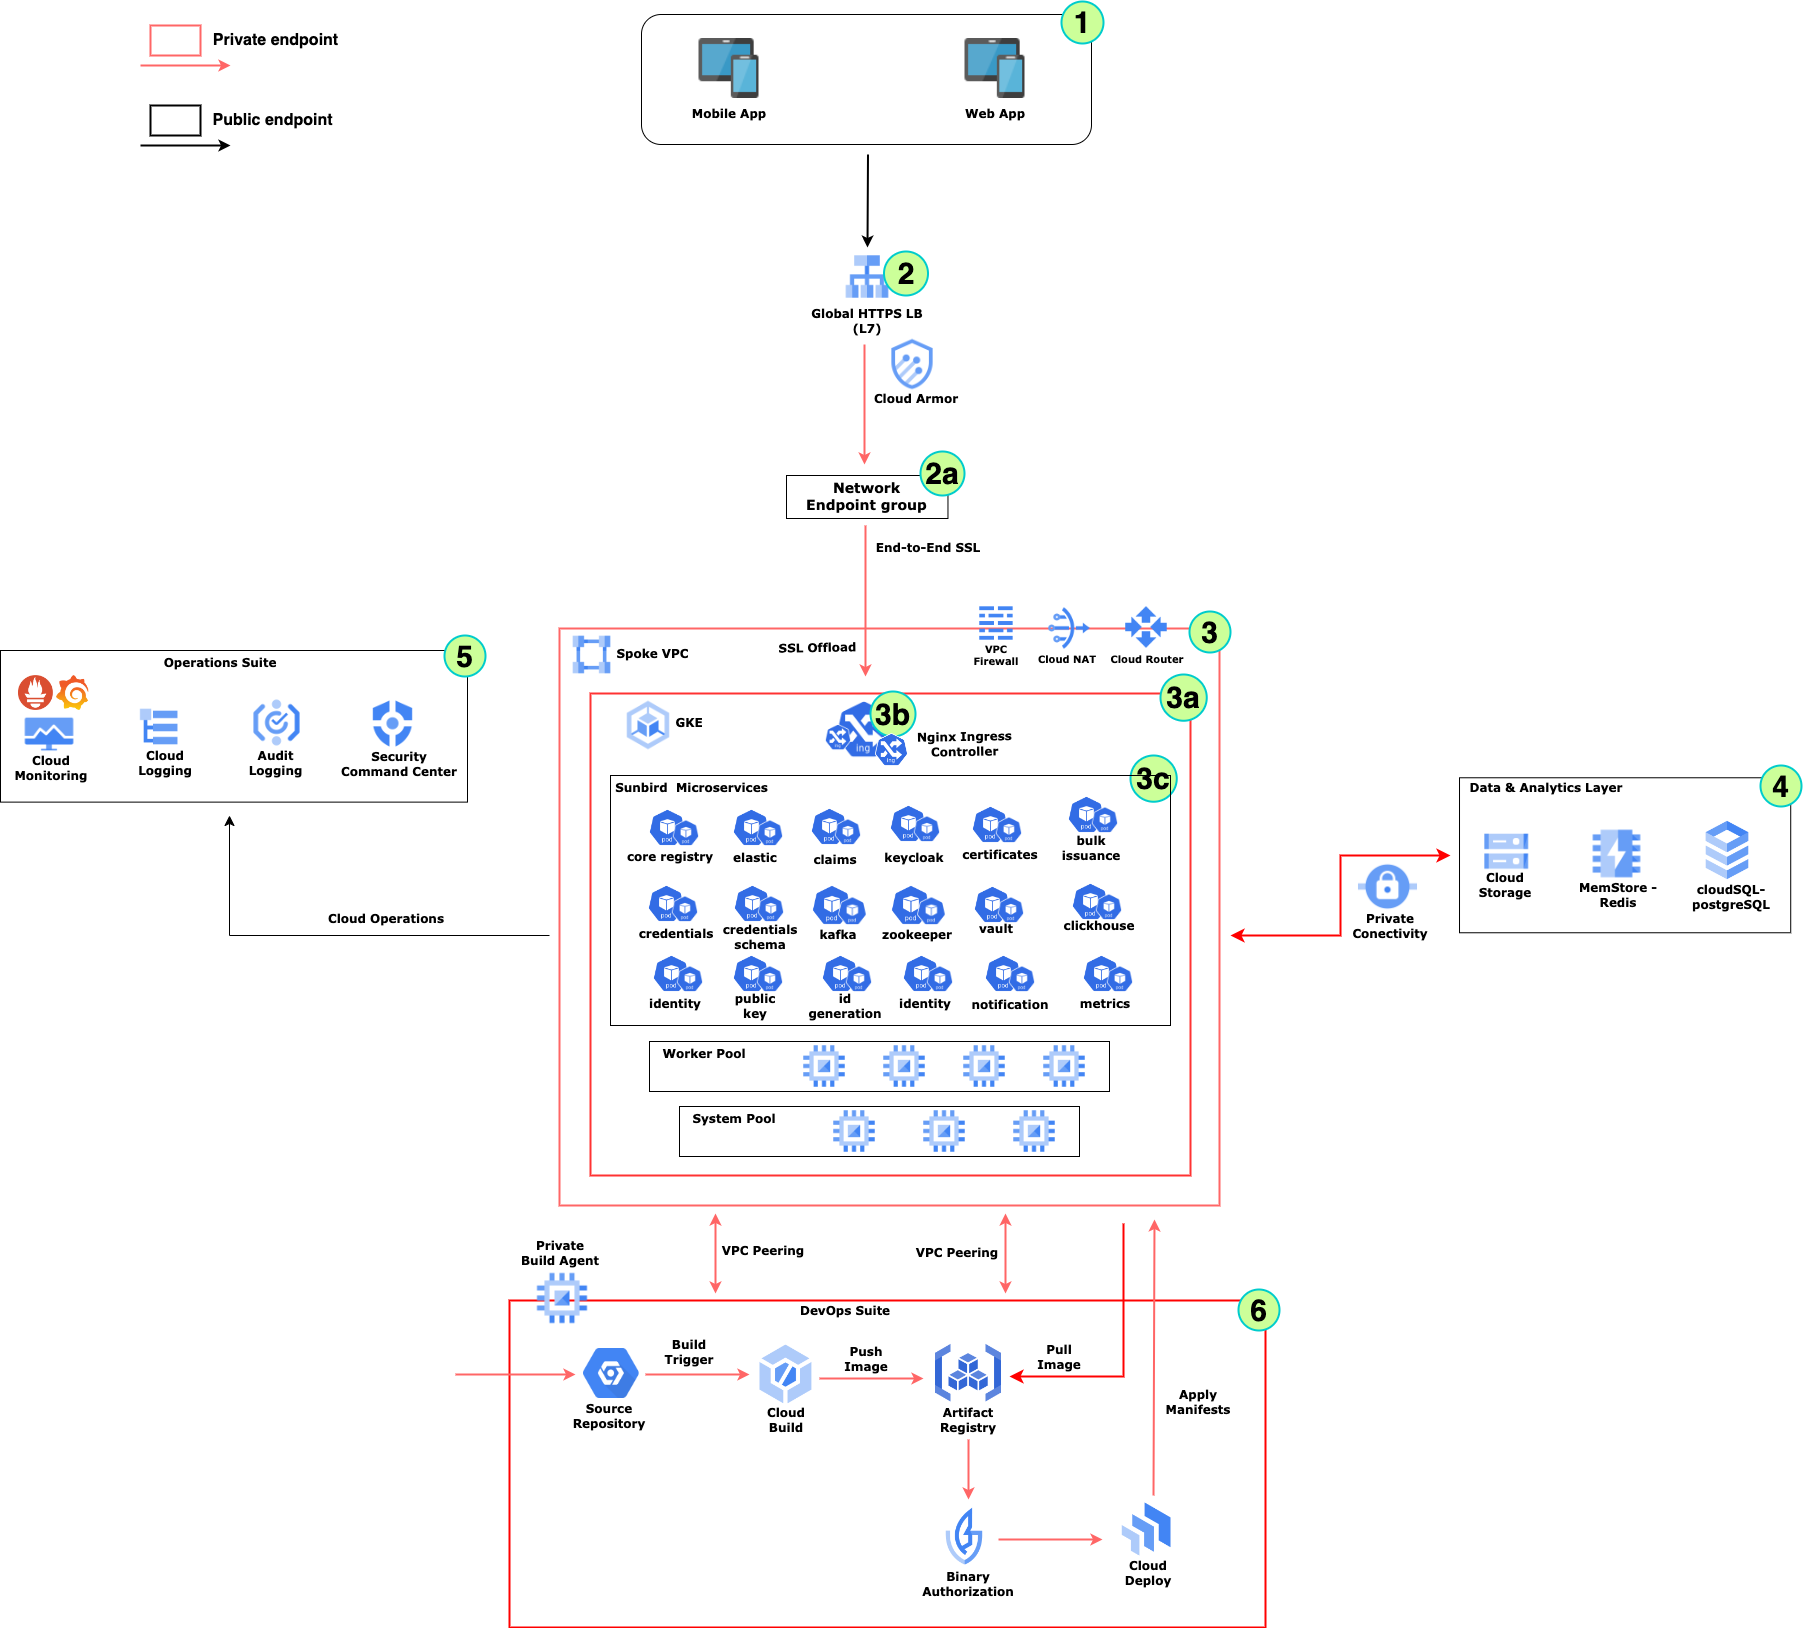 Private endpoint
Public endpoint
1
Mobile App
Web App
2
Global HTTPS LB
(L7)
Cloud Armor
2a
Network
Endpoint group
End-to-End SSL
3
Spoke VPC
SSL Offload
VPC
Firewall
Cloud NAT
Cloud Router
5
Operations Suite
Cloud
Monitoring
Cloud
Logging
Audit
Logging
Security
Command Center
Cloud Operations
3a
GKE
3b
ing
ing
ing
Nginx Ingress
Controller
3c
Sunbird Microservices
core registry
elastic
claims
keycloak
certificates
bulk
issuance
credentials
credentials
schema
kafka
zookeeper
vault
clickhouse
identity
public
key
id
generation
identity
notification
metrics
Worker Pool
System Pool
4
Data & Analytics Layer
Cloud
Storage
MemStore -
Redis
cloudSQL-
postgreSQL
Private
Conectivity
VPC Peering
VPC Peering
Private
Build Agent
6
DevOps Suite
Source
Repository
Build
Trigger
Cloud
Build
Push
Image
Artifact
Registry
Pull
Image
Apply
Manifests
Binary
Authorization
Cloud
Deploy